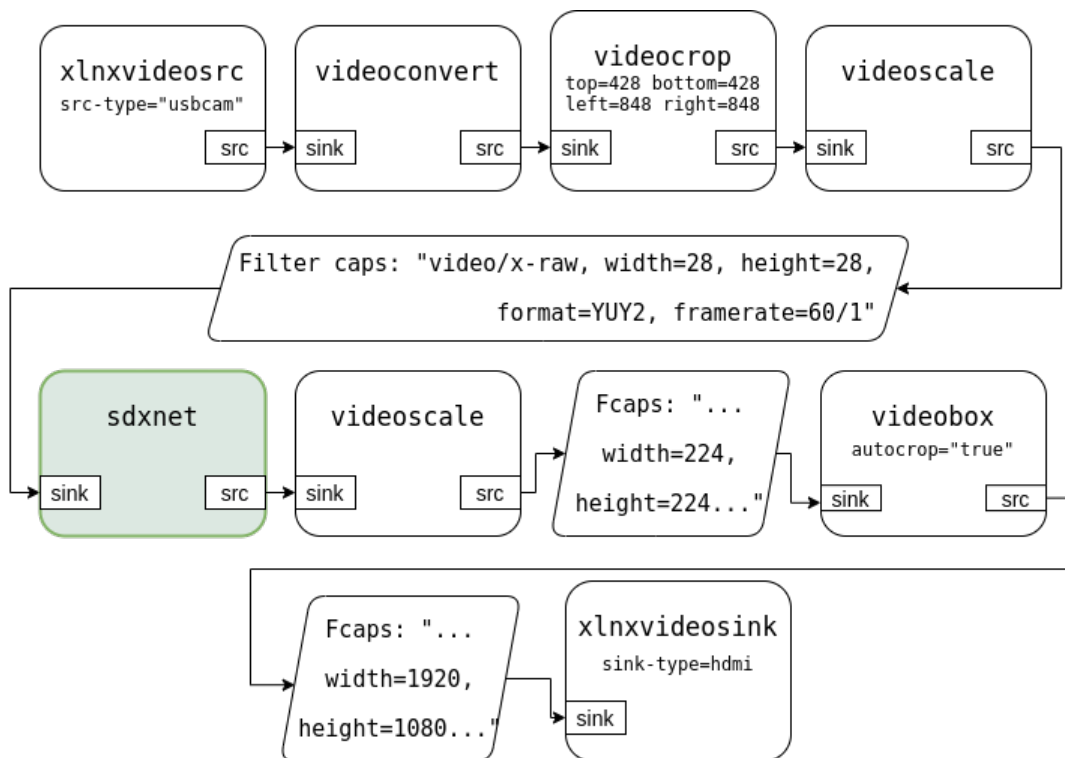 xlnxvideosrc
src-type="usbcam"
src
videoconvert
sink
src
videocrop
top=428 bottom=428
left=848 right=848
sink
src
videoscale
sink
src
Filter caps: "video/x-raw, width=28, height=28,
format=YUY2, framerate=60/1"
sdxnet
sink
src
videoscale
sink
src
Fcaps: "...
width=224,
height=224..."
videobox
autocrop="true"
sink
src
Fcaps: "...
width=1920,
height=1080..."
xlnxvideosink
sink-type=hdmi
sink